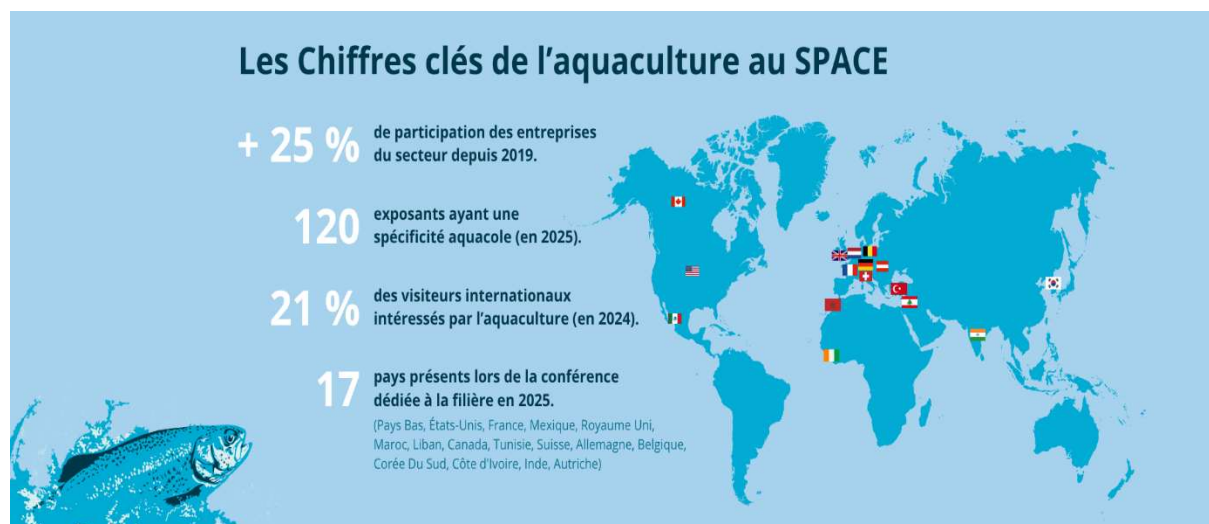 Les Chiffres clés de l'aquaculture au SPACE
+ 25 %
de participation des entreprises
du secteur depuis 2019.
120
exposants ayant une
spécificité aquacole (en 2025).
21 %
des visiteurs internationaux
intéressés par l'aquaculture (en 2024).
17
pays présents lors de la conférence
dédiée à la filière en 2025.
(Pays Bas, États-Unis, France, Mexique, Royaume Uni,
Maroc, Liban, Canada, Tunisie, Suisse, Allemagne, Belgique,
Corée Du Sud, Côte d'Ivoire, Inde, Autriche)